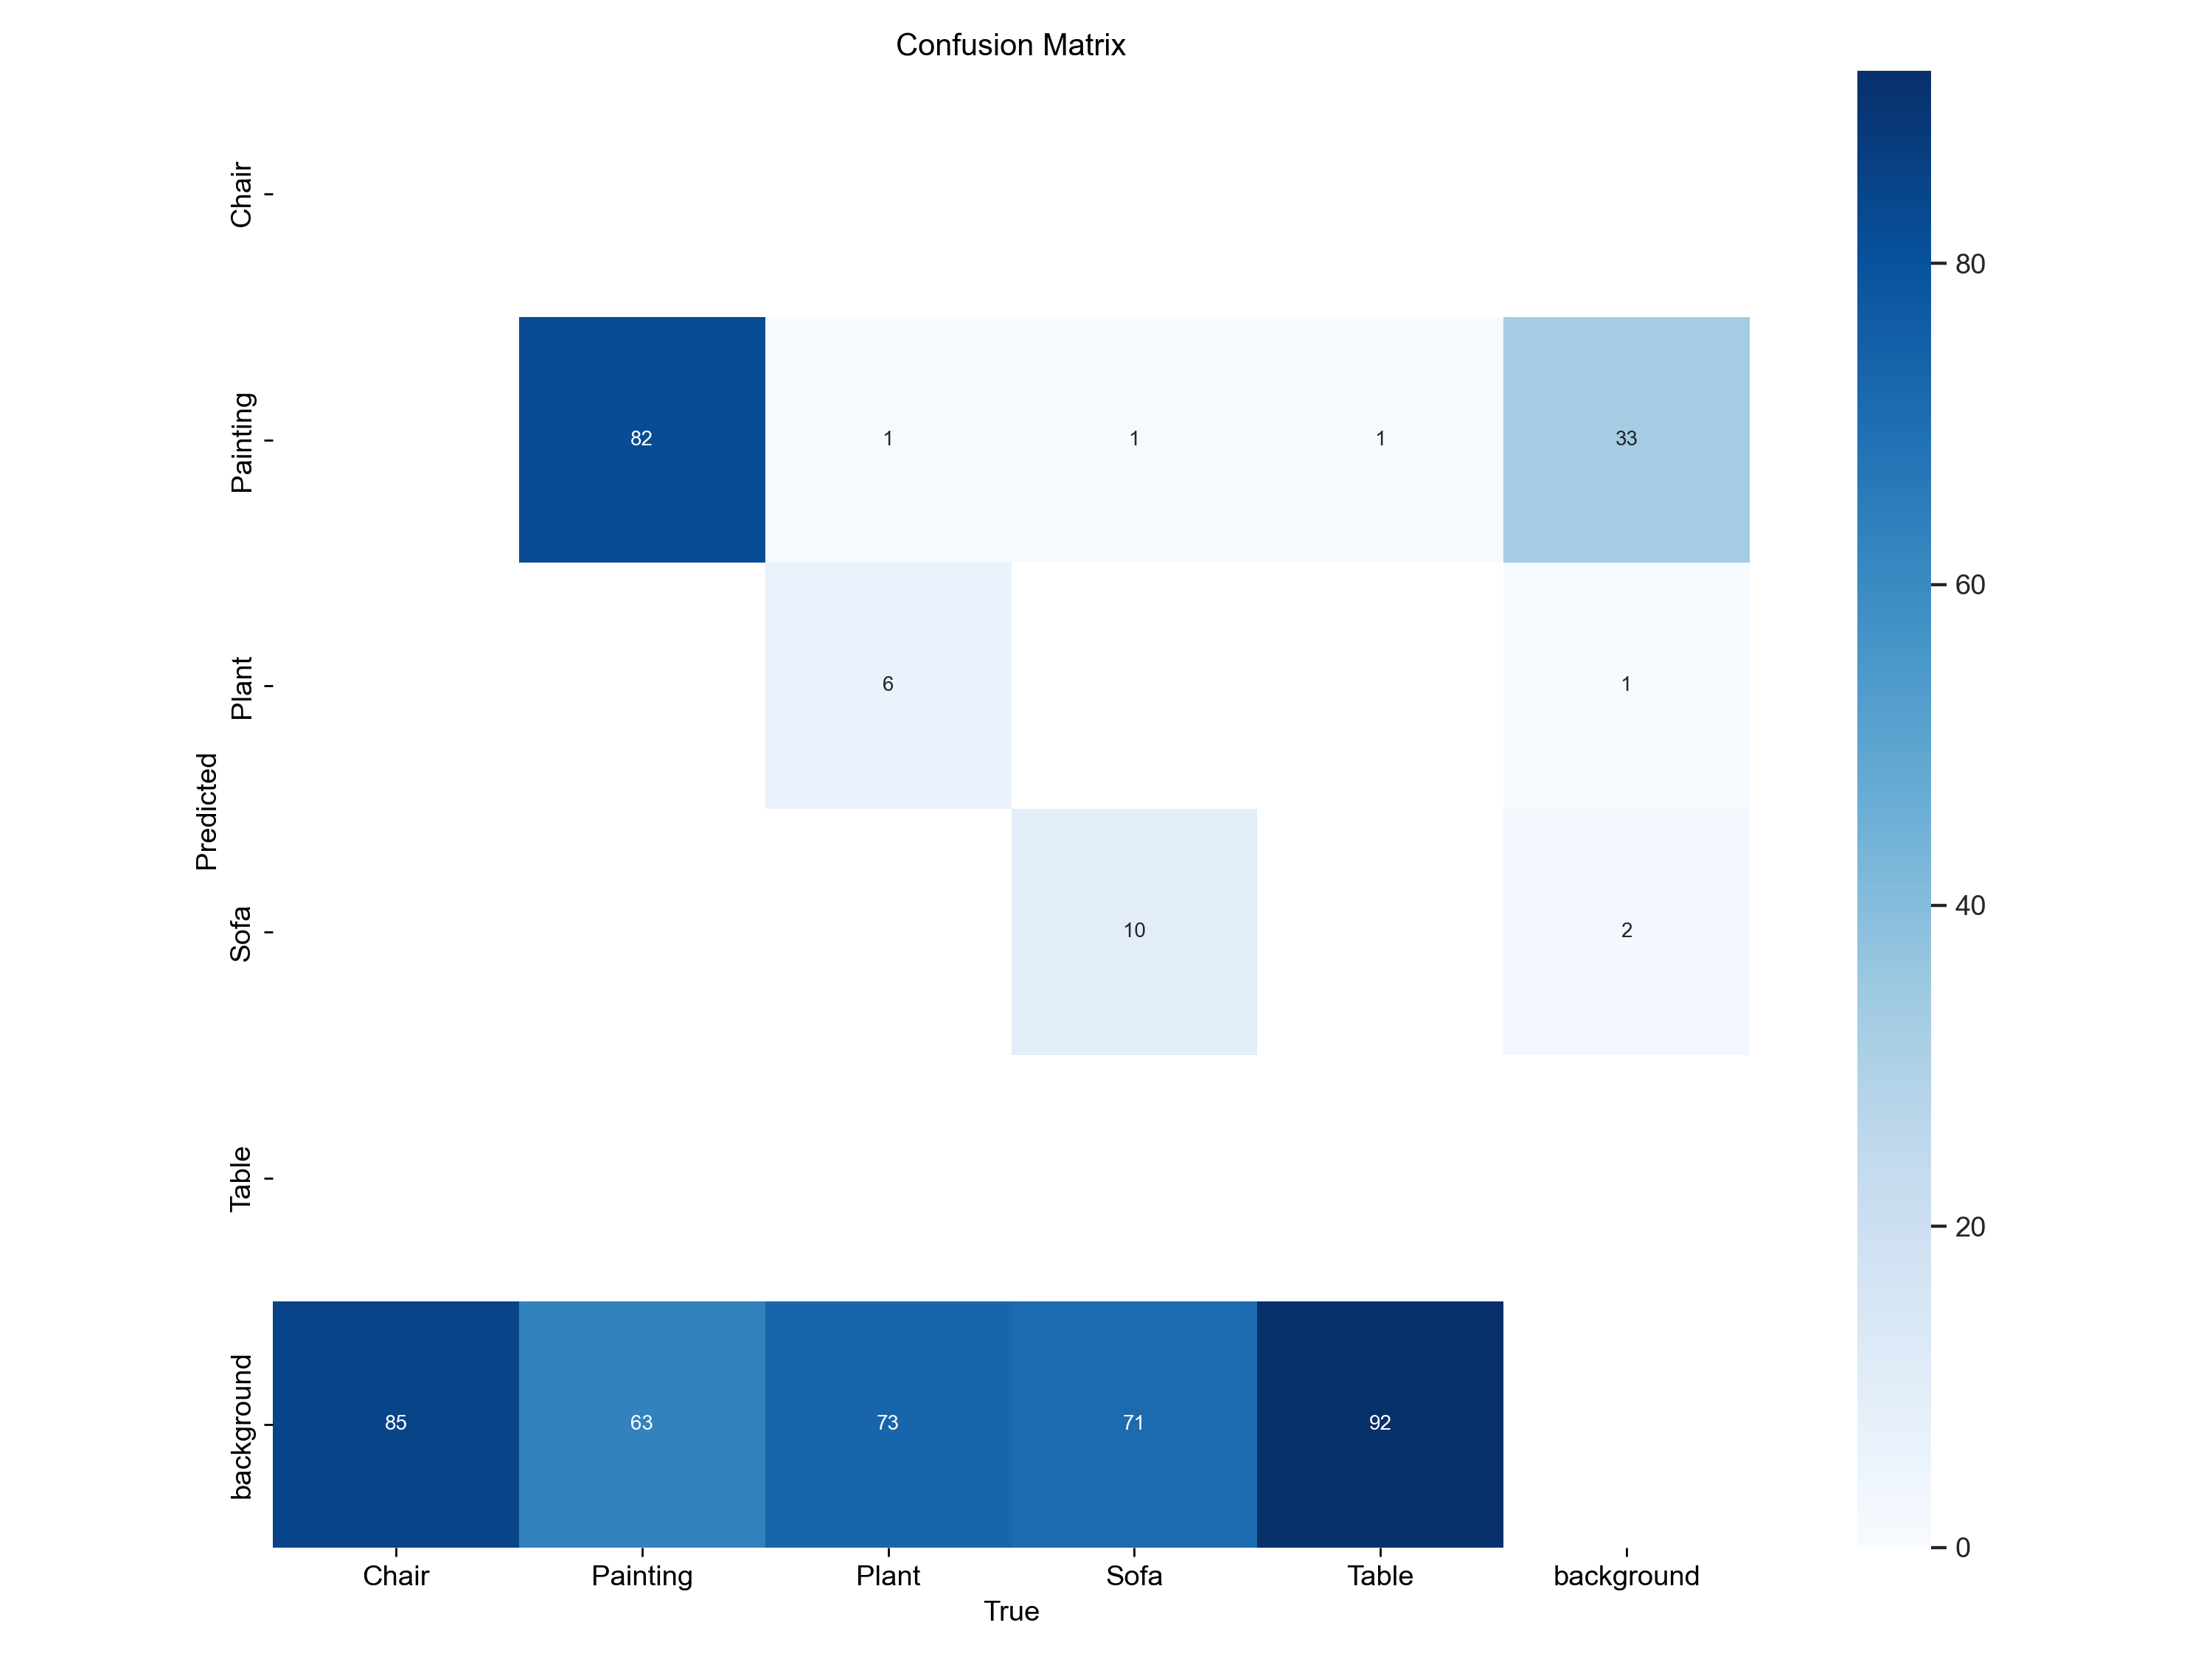 Confusion Matrix
Chair
Painting
82
1
1
1
33
Plant
6
1
Sofa
10
2
Table
background
85
63
73
71
92
Predicted
Chair
Painting
Plant
Sofa
Table
background
True
80
60
40
20
0